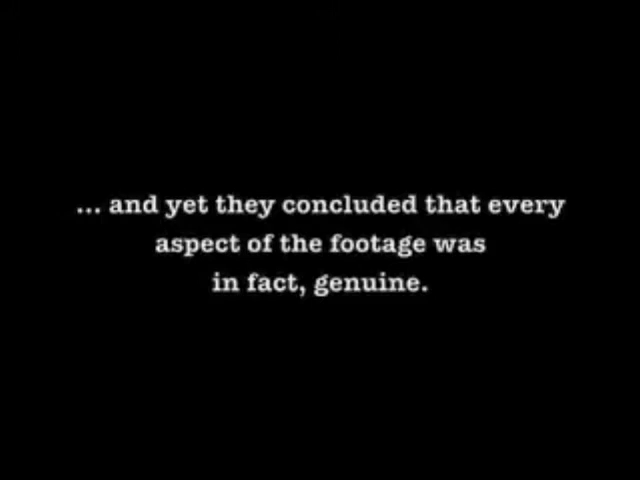 ... and yet they concluded that every
aspect of the footage was
in fact, genuine.